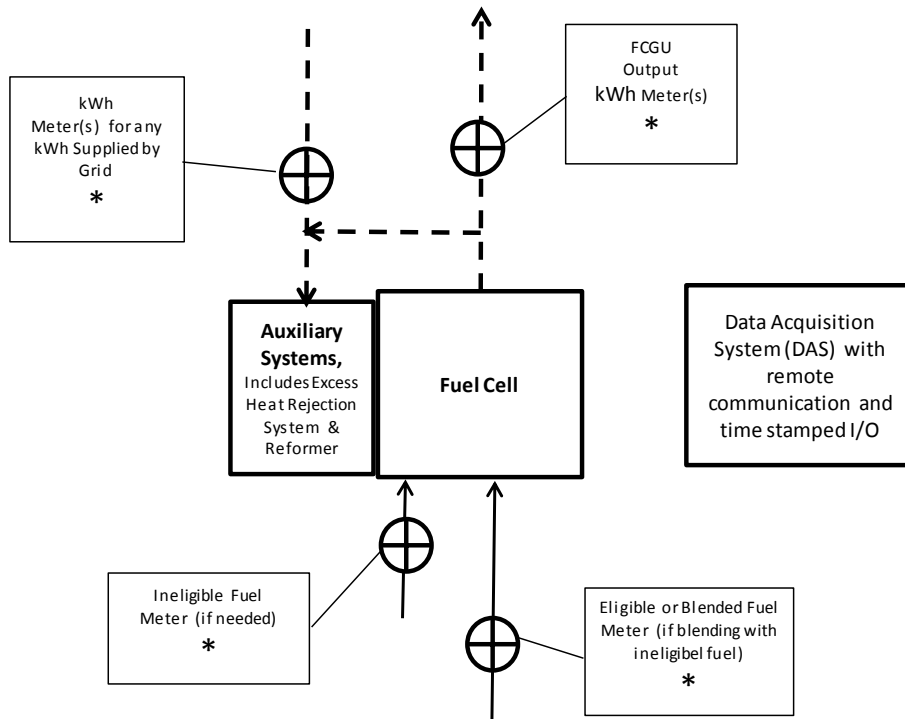 kWh
Meter(s) for any
kWh Supplied by
Grid
*
FCGU
Output
kWh Meter(s)
*
Auxiliary
Systems,
Includes Excess
Heat Rejection
System &
Reformer
Fuel Cell
Data Acquisition
System (DAS) with
remote
communication and
time stamped I/O
Ineligible Fuel
Meter (if needed)
*
Eligible or Blended Fuel
Meter (if blending with
ineligibel fuel)
*